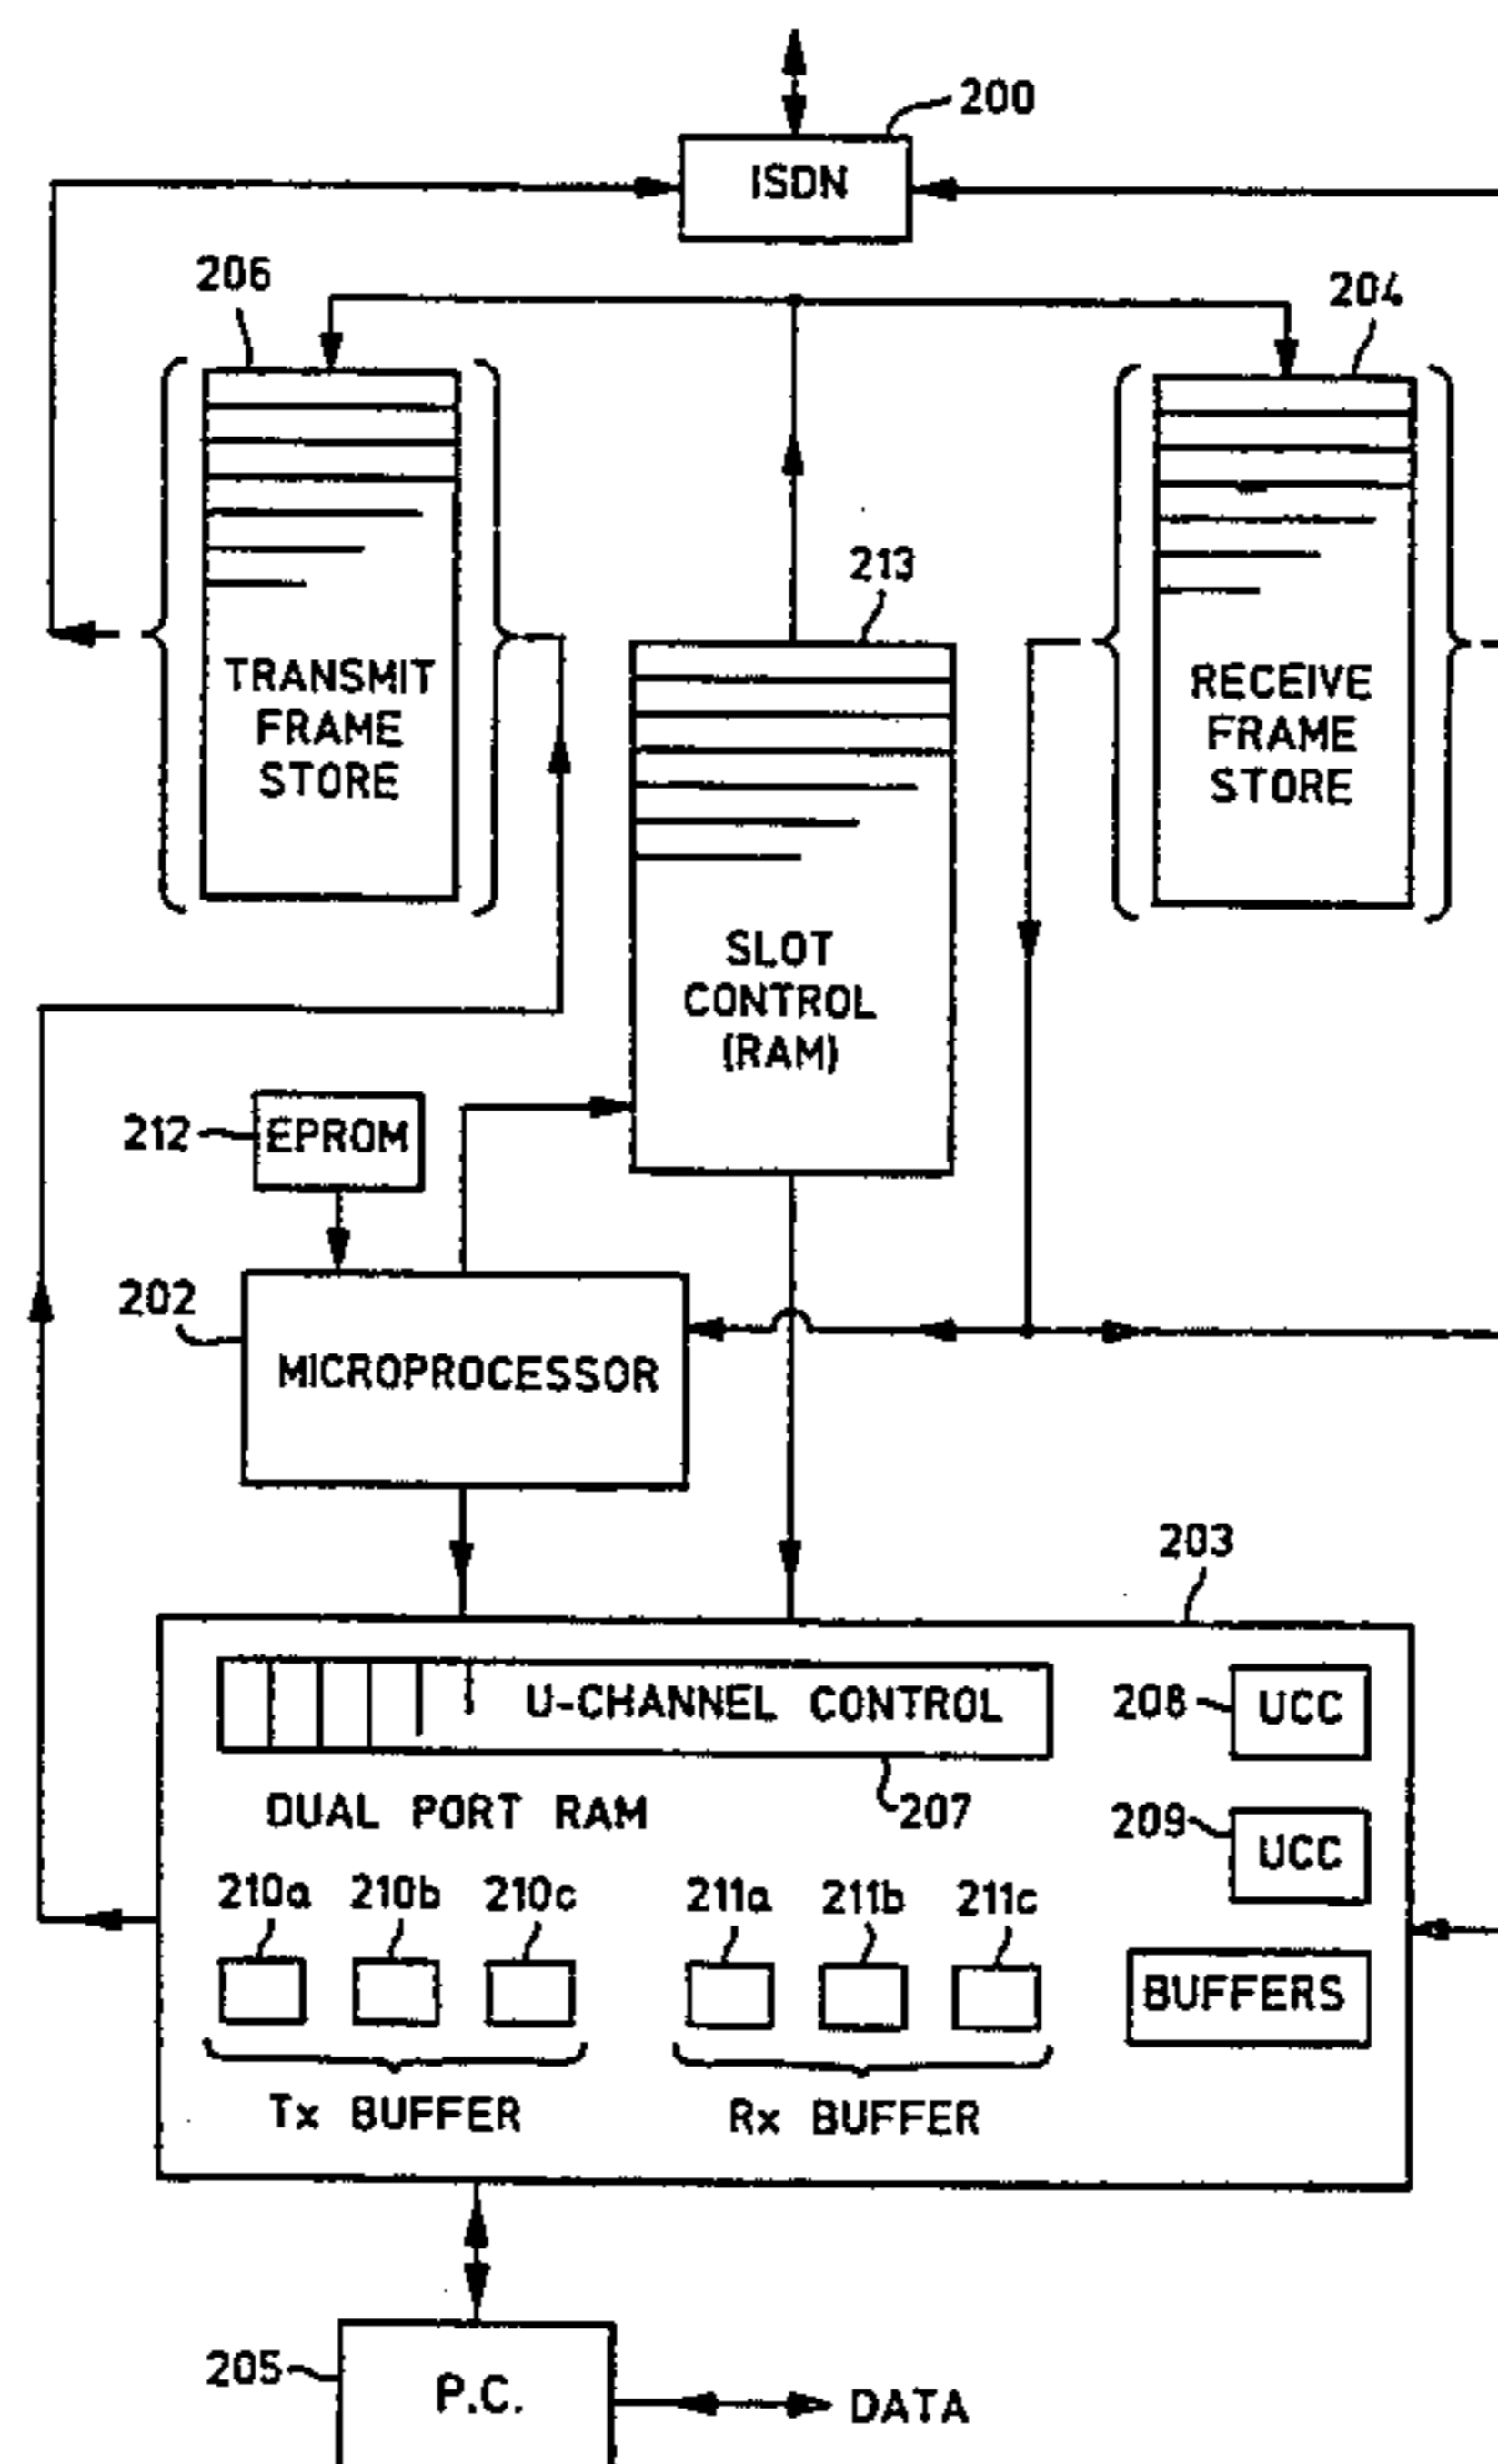 200
ISDN
206
204
213
TRANSMIT
FRAME
STORE
RECEIVE
FRAME
STORE
SLOT
CONTROL
(RAM)
212
EPROM
202
MICROPROCESSOR
203
U-CHANNEL CONTROL
208
UCC
DUAL PORT RAM
207
209
UCC
210a 210b 210c 211a 211b 211c
BUFFERS
Tx BUFFER
Rx BUFFER
205
P.C.
DATA